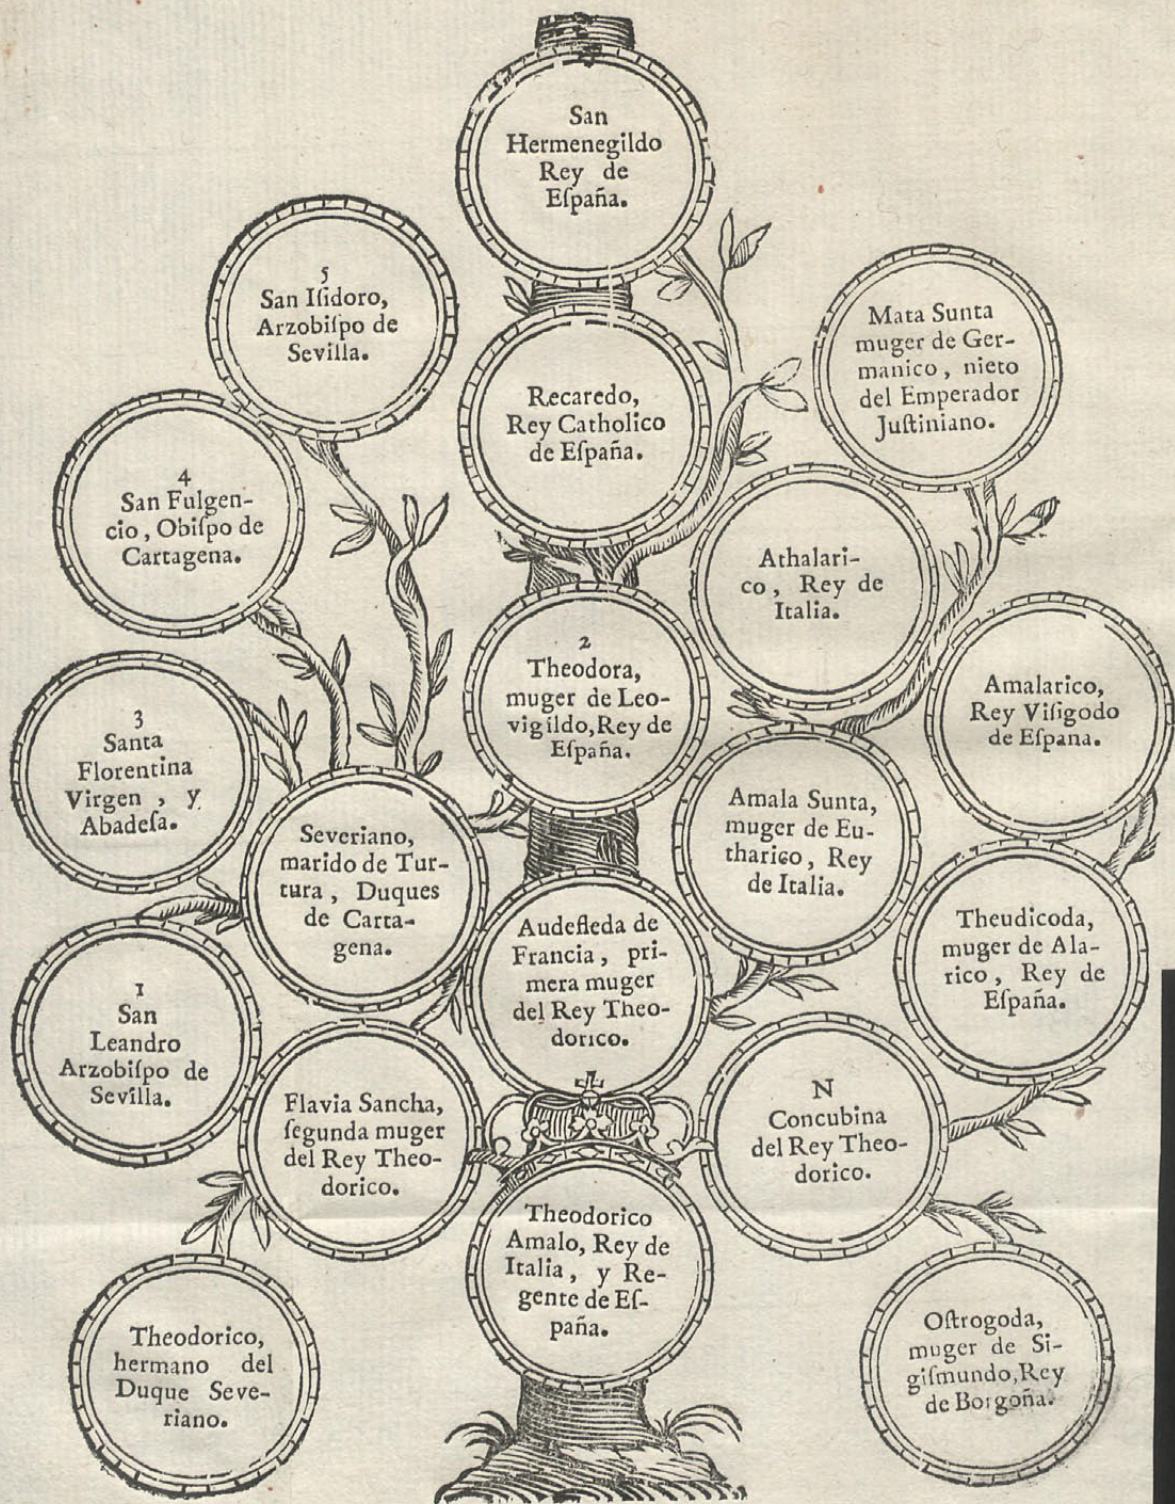 San
Hermenegildo
Rey de
Eſpaña.
5
San Iſidoro,
Arzobiſpo de
Sevilla.
Mata Sunta
muger de Ger-
manico, nieto
del Emperador
Juſtiniano.
Recaredo,
Rey Catholico
de Eſpaña.
4
San Fulgen-
cio, Obiſpo de
Cartagena.
Athalari-
co, Rey de
Italia.
2
Theodora,
muger de Leo-
vigildo, Rey de
Eſpaña.
Amalarico,
Rey Viſigodo
de Eſpana.
3
Santa
Florentina
Virgen, y
Abadeſa.
Severiano,
marido de Tur-
tura, Duques
de Carta-
gena.
Amala Sunta,
muger de Eu-
tharico, Rey
de Italia.
Audefleda de
Francia, pri-
mera muger
del Rey Theo-
dorico.
Theudicoda,
muger de Ala-
rico, Rey de
Eſpaña.
1
San
Leandro
Arzobiſpo de
Sevilla.
Flavia Sancha,
ſegunda muger
del Rey Theo-
dorico.
N
Concubina
del Rey Theo-
dorico.
Theodorico
Amalo, Rey de
Italia, y Re-
gente de Eſ-
paña.
Theodorico,
hermano del
Duque Seve-
riano.
Oſtrogoda,
muger de Si-
giſmundo, Rey
de Borgoña.